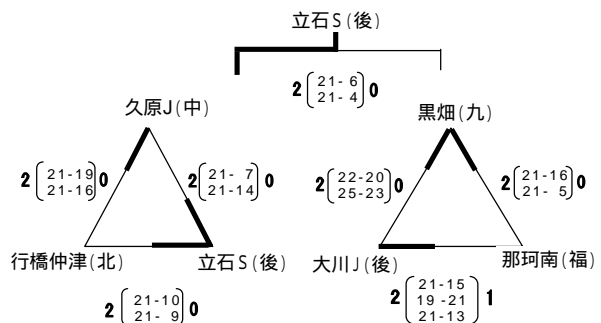 立石S(後)
2 21-6 0
21-4
久原J(中)
黒畑(九)
2 21-19 0
21-16
2 21-7 0
21-14
2 22-20 0
25-23
2 21-16 0
21-5
行橋仲津(北)
立石S(後)
大川J(後)
那珂南(福)
2 21-10 0
21-9
2 21-15 1
19-21
21-13